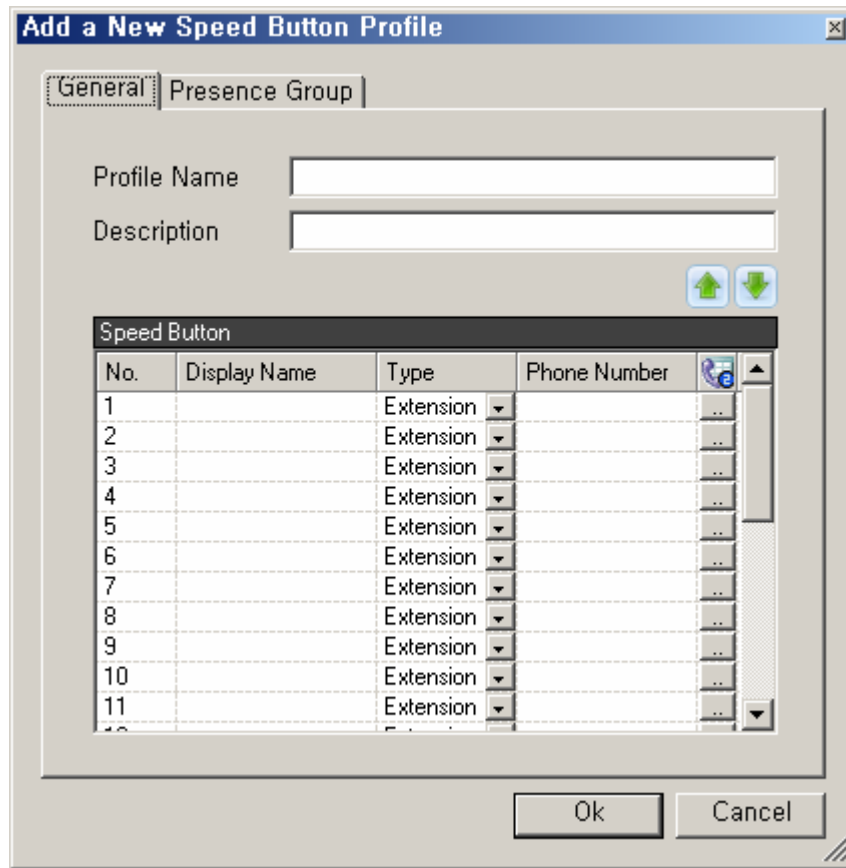 Add a New Speed Button Profile
General Presence Group
Profile Name
Description
Speed Button
No. Display Name Type Phone Number
1 Extension ..
2 Extension ..
3 Extension ..
4 Extension ..
5 Extension ..
6 Extension ..
7 Extension ..
8 Extension ..
9 Extension ..
10 Extension ..
11 Extension ..
Ok Cancel